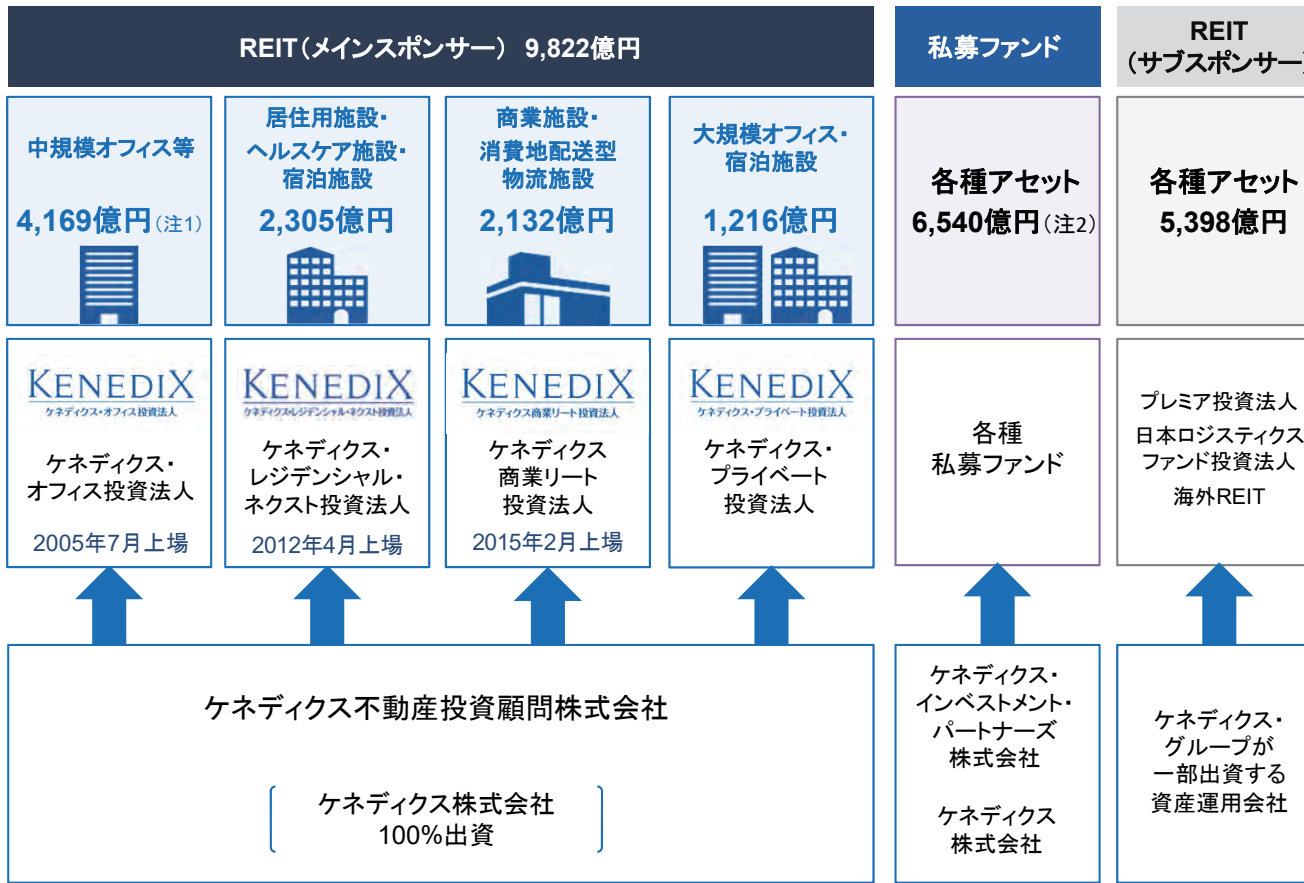 REIT(メインスポンサー) 9,822億円
私募ファンド
REIT
(サブスポンサー)
中規模オフィス等
4,169億円(注1)
居住用施設・
ヘルスケア施設・
宿泊施設
2,305億円
商業施設・
消費地配送型
物流施設
2,132億円
大規模オフィス・
宿泊施設
1,216億円
各種アセット
6,540億円(注2)
各種アセット
5,398億円
KENEDIX
ケネディクス・オフィス投資法人
ケネディクス・
オフィス投資法人
2005年7月上場
KENEDIX
ケネディクス・レジデンシャル・ネクスト投資法人
ケネディクス・
レジデンシャル・
ネクスト投資法人
2012年4月上場
KENEDIX
ケネディクス商業リート投資法人
ケネディクス
商業リート
投資法人
2015年2月上場
KENEDIX
ケネディクス・プライベート投資法人
ケネディクス・
プライベート
投資法人
各種
私募ファンド
プレミア投資法人
日本ロジスティクス
ファンド投資法人
海外REIT
ケネディクス不動産投資顧問株式会社
ケネディクス株式会社
100%出資
ケネディクス・
インベストメント・
パートナーズ
株式会社
ケネディクス
株式会社
ケネディクス・
グループが
一部出資する
資産運用会社